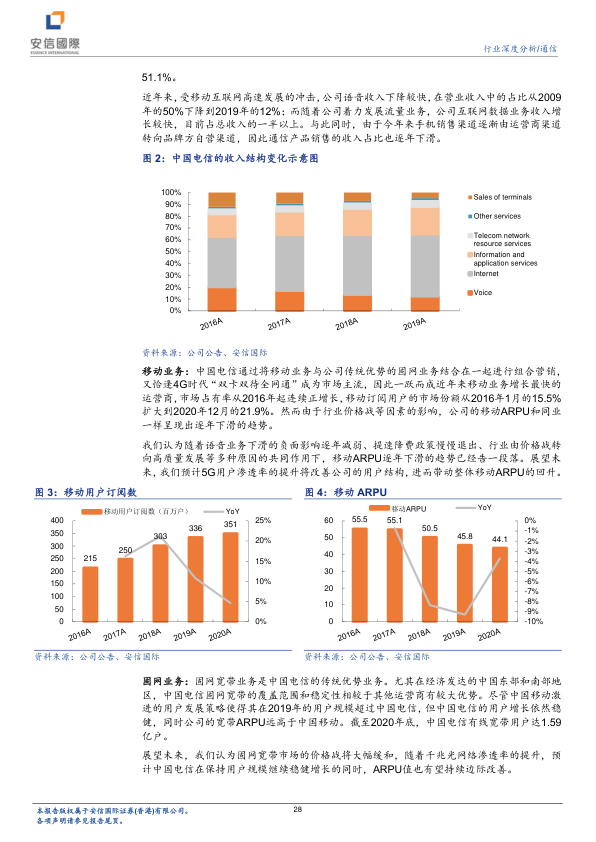 安信國際
ESSENCE INTERNATIONAL
行业深度分析/通信
51.1%。
近年来，受移动互联网高速发展的冲击，公司语音收入下降较快，在营业收入中的占比从2009
年的50%下降到2019年的12%；而随着公司着力发展流量业务，公司互联网数据业务收入增
长较快，目前占总收入的一半以上。与此同时，由于今年来手机销售渠道逐渐由运营商渠道
转向品牌方自营渠道，因此通信产品销售的收入占比也逐年下滑。
图 2：中国电信的收入结构变化示意图
100%
90%
80%
70%
60%
50%
40%
30%
20%
10%
0%
2016A
2017A
2018A
2019A
Sales of terminals
Other services
Telecom network
resource services
Information and
application services
Internet
Voice
资料来源：公司公告、安信国际
移动业务：中国电信通过将移动业务与公司传统优势的固网业务结合在一起进行组合营销，
又恰逢4G时代“双卡双待全网通”成为市场主流，因此一跃而成近年来移动业务增长最快的
运营商，市场占有率从2016年起连续正增长，移动订阅用户的市场份额从2016年1月的15.5%
扩大到2020年12月的21.9%。然而由于行业价格战等因素的影响，公司的移动ARPU和同业
一样呈现出逐年下滑的趋势。
我们认为随着语音业务下滑的负面影响逐年减弱、提速降费政策慢慢退出、行业由价格战转
向高质量发展等多种原因的共同作用下，移动ARPU逐年下滑的趋势已经告一段落。展望未
来，我们预计5G用户渗透率的提升将改善公司的用户结构，进而带动整体移动ARPU的回升。
图 3：移动用户订阅数
移动用户订阅数（百万户）
YoY
400
350
300
250
200
150
100
50
0
215
250
303
336
351
25%
20%
15%
10%
5%
0%
2016A
2017A
2018A
2019A
2020A
资料来源：公司公告、安信国际
图 4：移动 ARPU
移动ARPU
YoY
60
50
40
30
20
10
0
55.5
55.1
50.5
45.8
44.1
0%
-1%
-2%
-3%
-4%
-5%
-6%
-7%
-8%
-9%
-10%
2016A
2017A
2018A
2019A
2020A
资料来源：公司公告、安信国际
固网业务：固网宽带业务是中国电信的传统优势业务。尤其在经济发达的中国东部和南部地
区，中国电信固网宽带的覆盖范围和稳定性相较于其他运营商有较大优势。尽管中国移动激
进的用户发展策略使得其在2019年的用户规模超过中国电信，但中国电信的用户增长依然稳
健，同时公司的宽带ARPU远高于中国移动。截至2020年底，中国电信有线宽带用户达1.59
亿户。
展望未来，我们认为固网宽带市场的价格战将大幅缓和，随着千兆光网络渗透率的提升，预
计中国电信在保持用户规模继续稳健增长的同时，ARPU值也有望持续边际改善。
本报告版权属于安信国际证券(香港)有限公司。
各项声明请参见报告尾页。
28